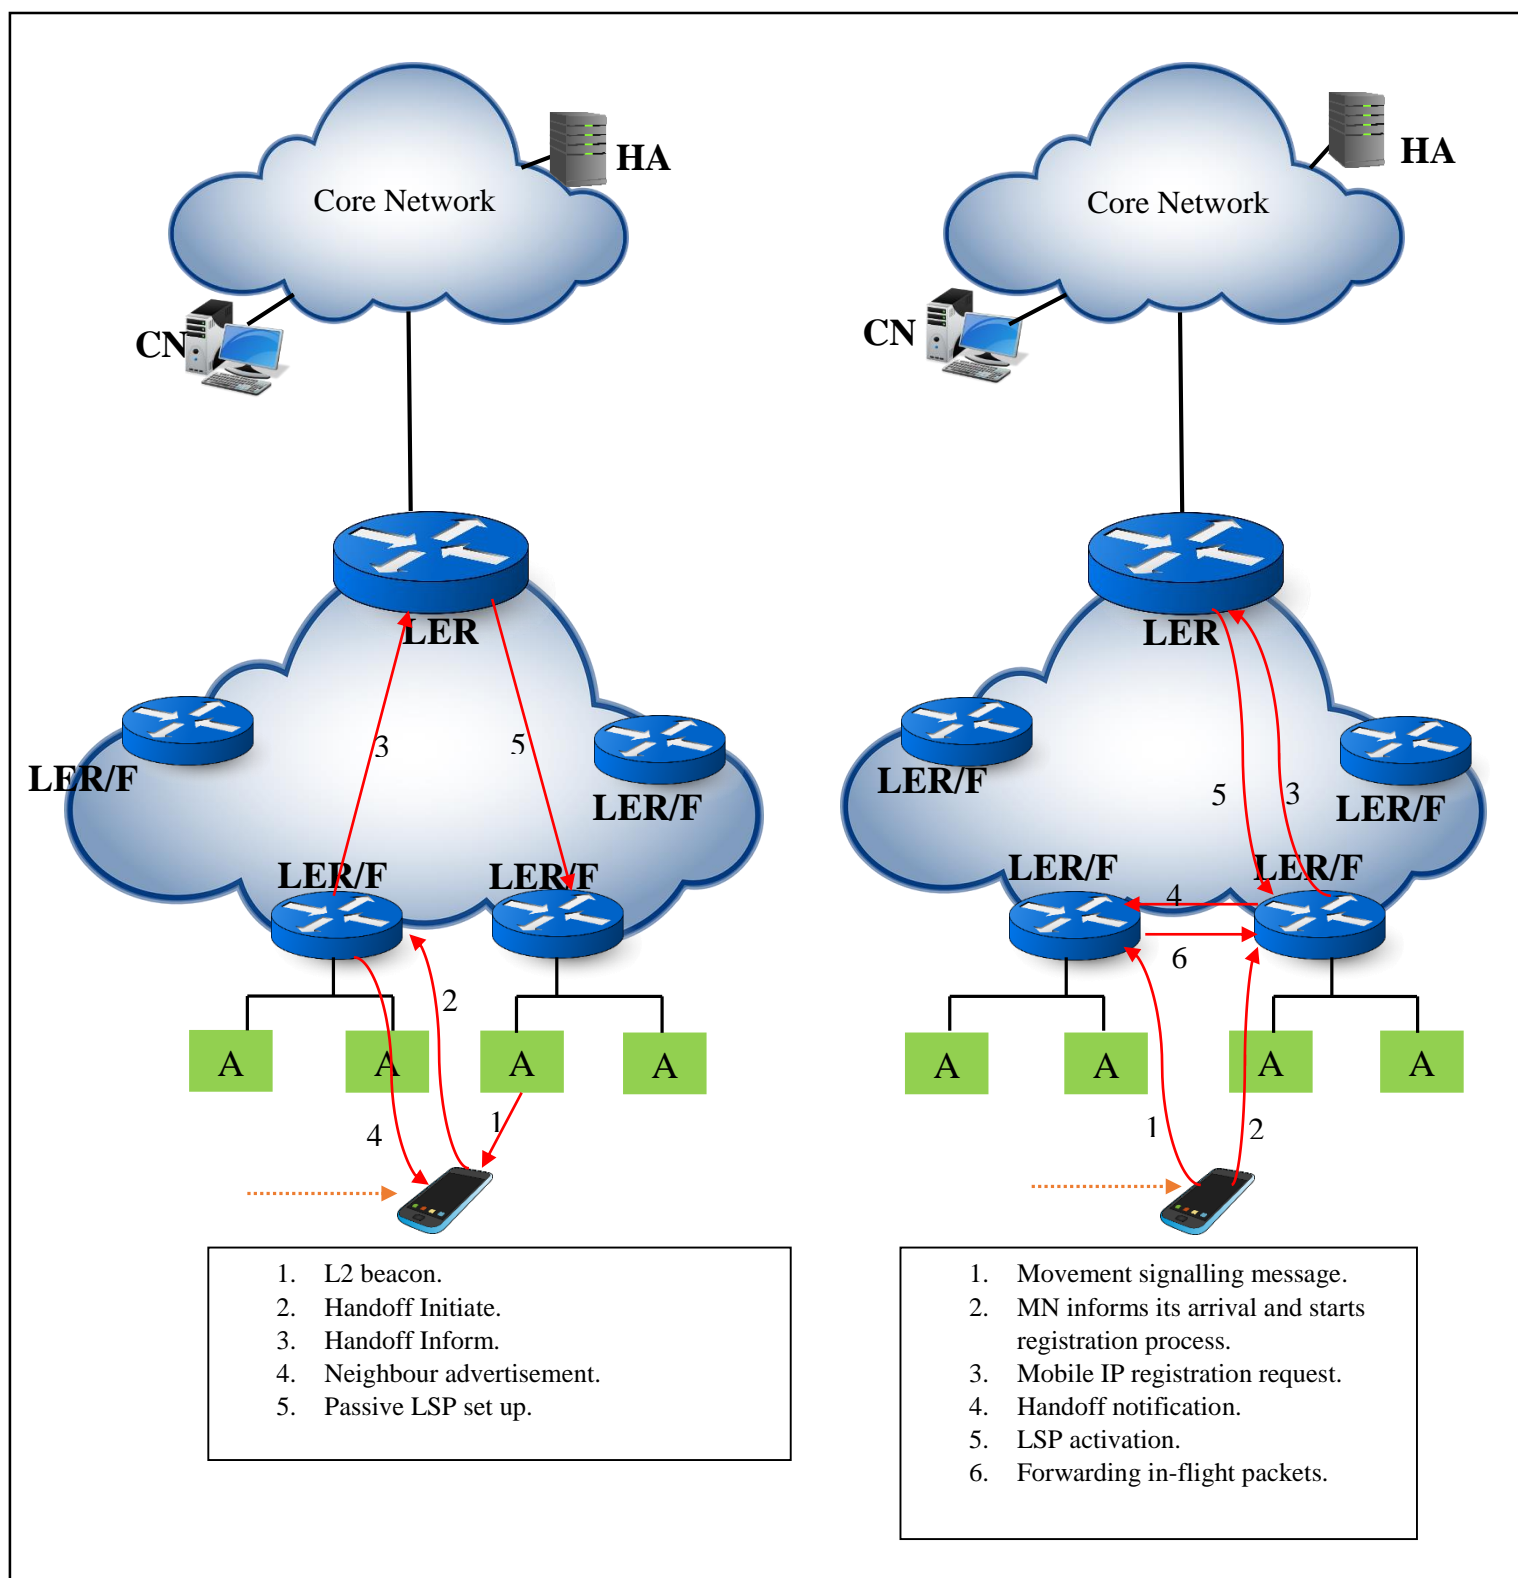 HA
Core Network
CN
LER
3
5
LER/F
LER/F
LER/F
LER/F
2
A
A
A
A
1
4
1. L2 beacon.
2. Handoff Initiate.
3. Handoff Inform.
4. Neighbour advertisement.
5. Passive LSP set up.
HA
Core Network
CN
LER
5
3
LER/F
LER/F
LER/F
LER/F
4
6
A
A
A
A
1
2
1. Movement signalling message.
2. MN informs its arrival and starts
registration process.
3. Mobile IP registration request.
4. Handoff notification.
5. LSP activation.
6. Forwarding in-flight packets.